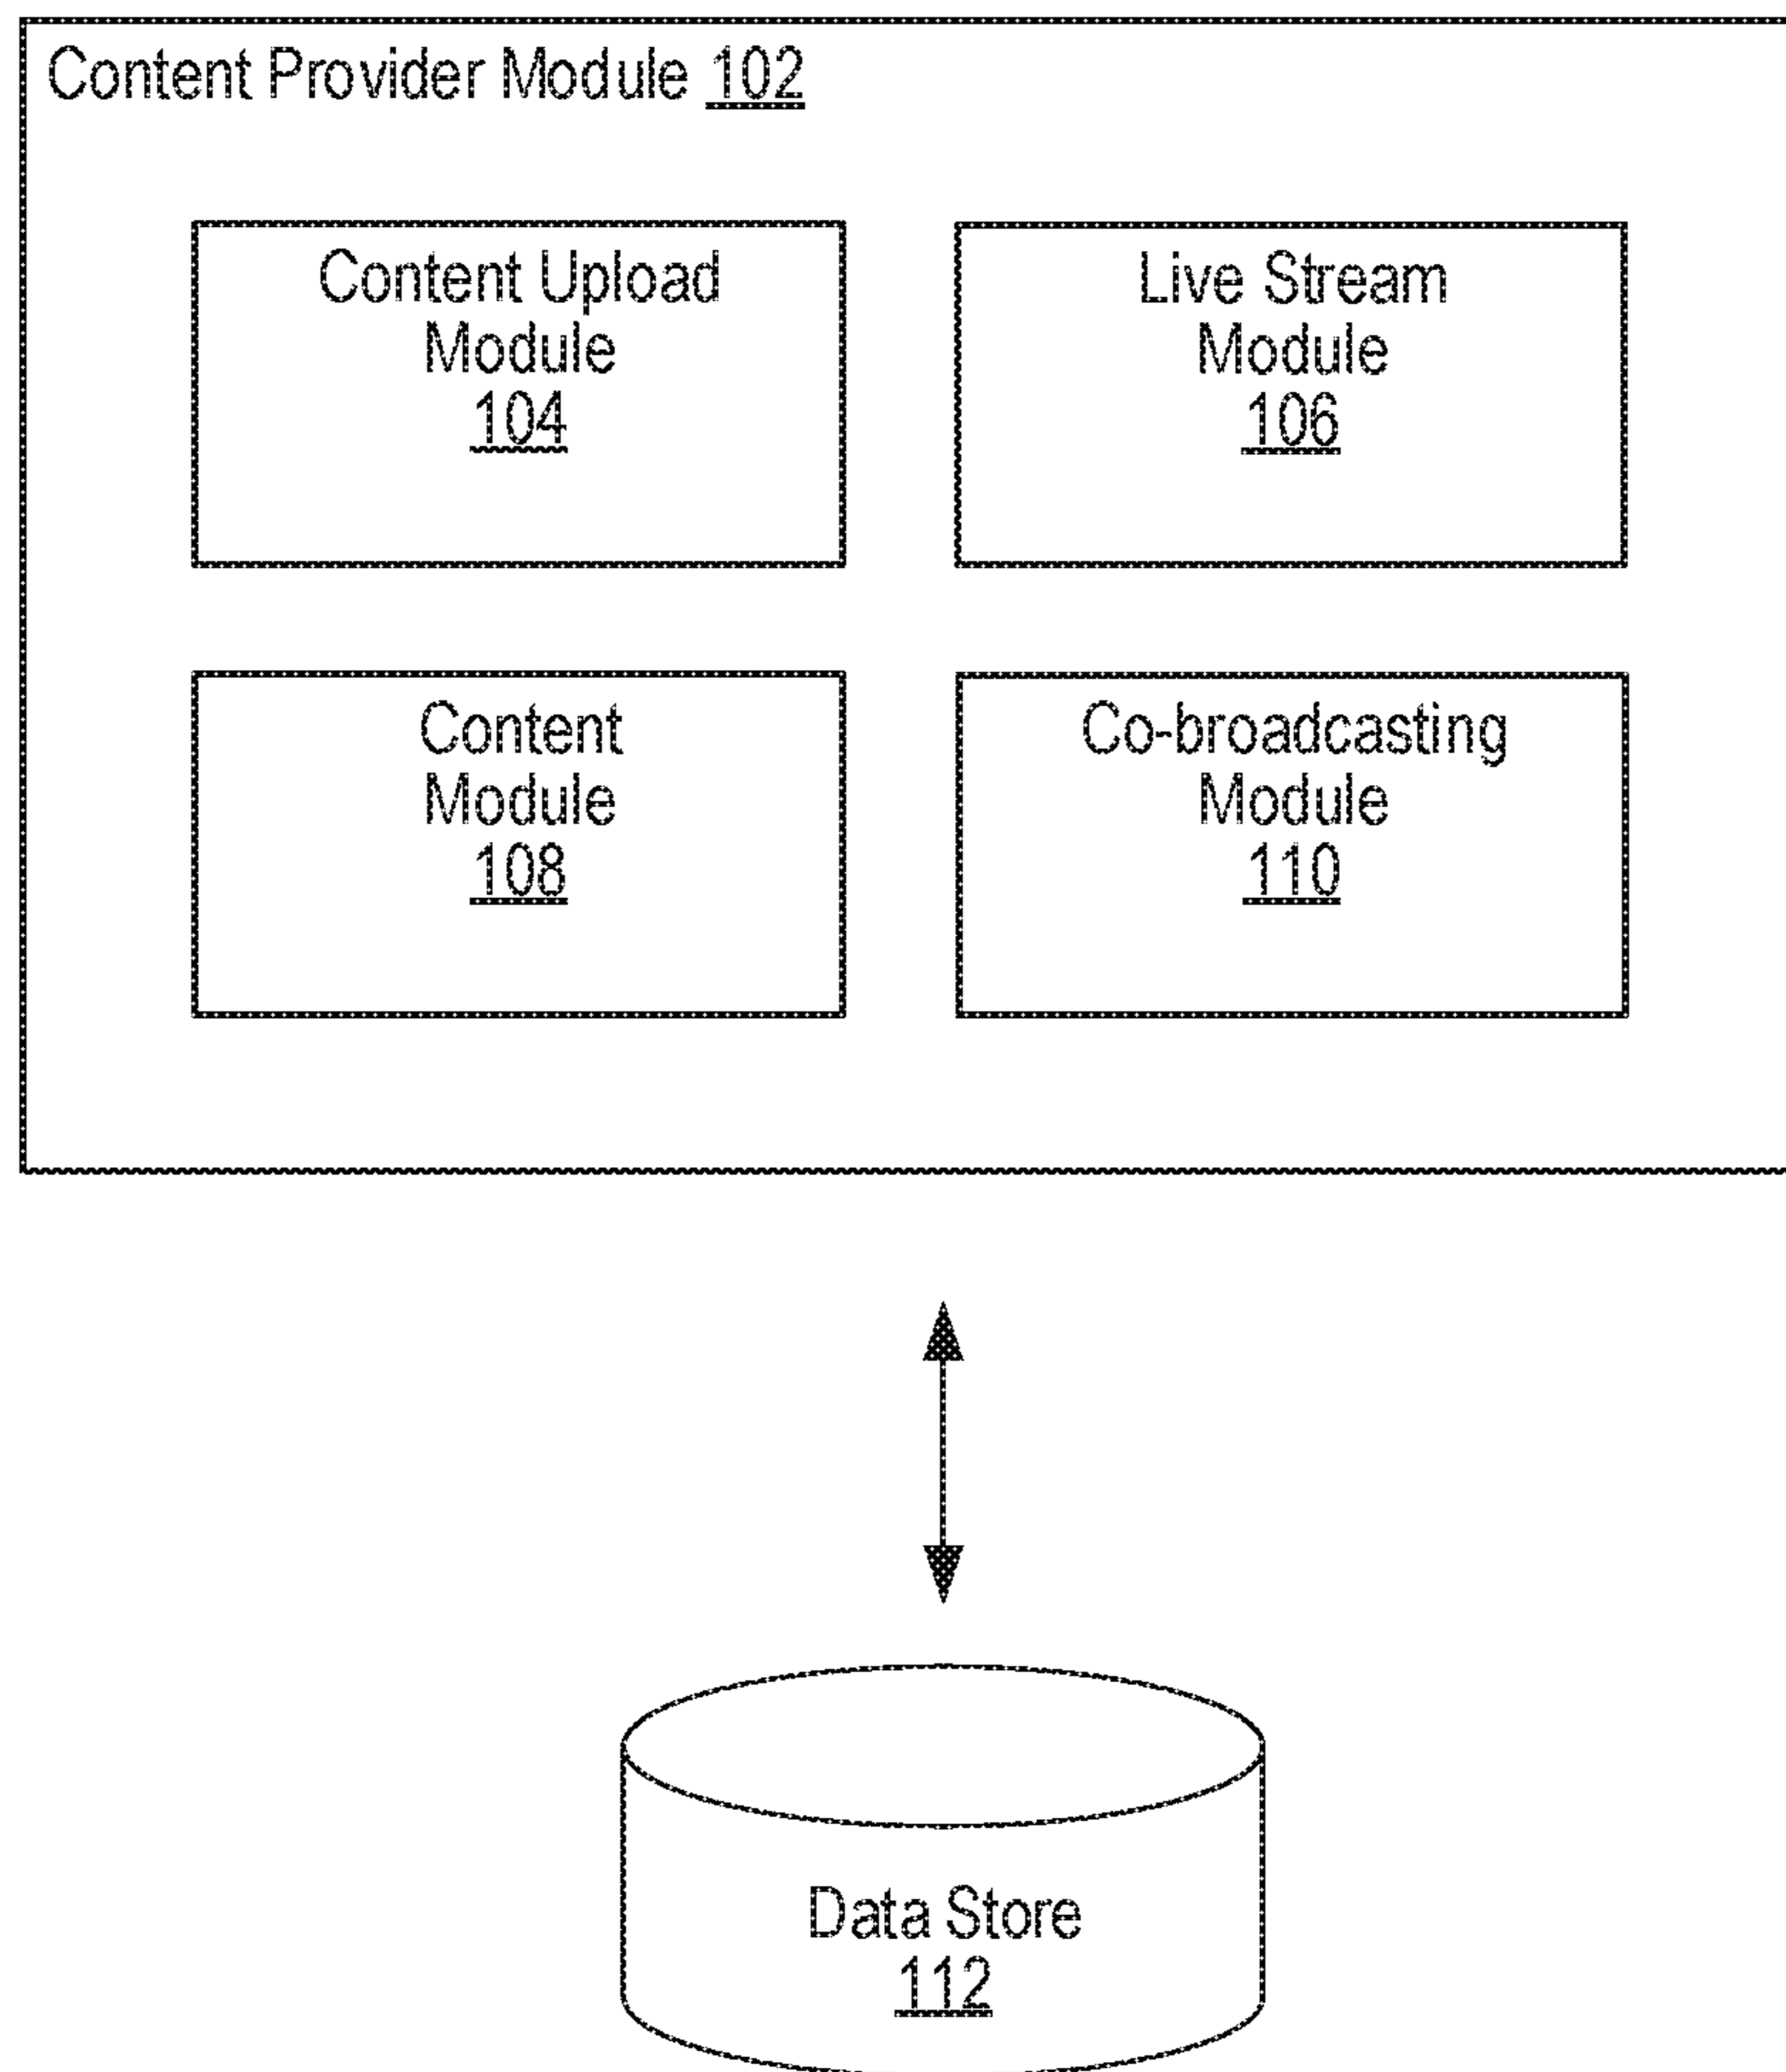 Content Provider Module 102
Content Upload
Module
104
Live Stream
Module
106
Content
Module
108
Co-broadcasting
Module
110
Data Store
112